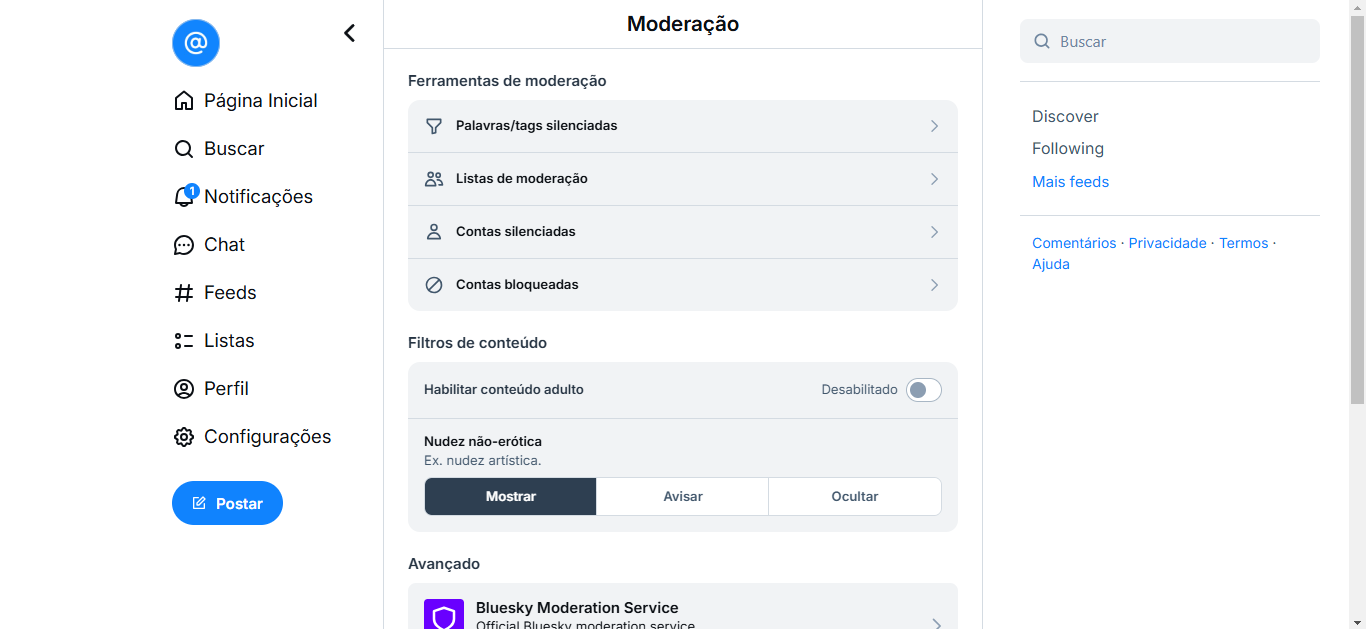 @
Página Inicial
Buscar
1
Notificações
Chat
Feeds
Listas
Perfil
Configurações
Postar
Moderação
Ferramentas de moderação
Palavras/tags silenciadas
Listas de moderação
Contas silenciadas
Contas bloqueadas
Filtros de conteúdo
Habilitar conteúdo adulto Desabilitado
Nudez não-erótica
Ex. nudez artística.
Mostrar Avisar Ocultar
Avançado
Bluesky Moderation Service
Official Bluesky moderation service
Buscar
Discover
Following
Mais feeds
Comentários · Privacidade · Termos ·
Ajuda